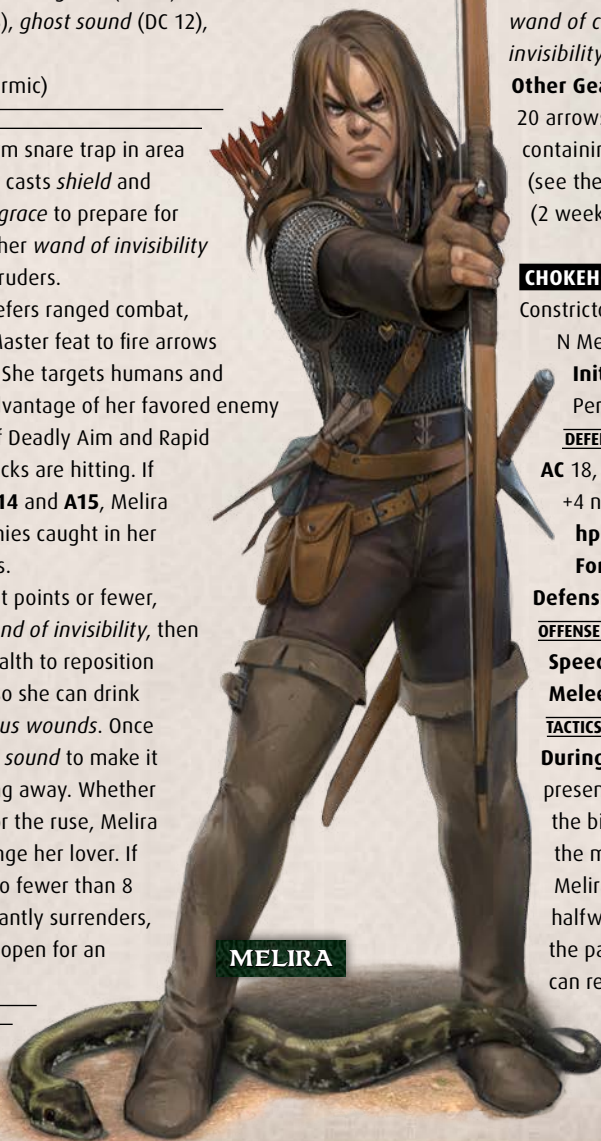 ), ghost sound (DC 12),
rmic)
m snare trap in area
casts shield and
grace to prepare for
her wand of invisibility
ruders.
efers ranged combat,
Master feat to fire arrows
She targets humans and
dvantage of her favored enemy
f Deadly Aim and Rapid
cks are hitting. If
14 and A15, Melira
mies caught in her
s.
t points or fewer,
nd of invisibility, then
alth to reposition
so she can drink
us wounds. Once
sound to make it
ng away. Whether
or the ruse, Melira
nge her lover. If
o fewer than 8
antly surrenders,
open for an
MELIRA
wand of c
invisibility
Other Gea
20 arrows
containin
(see the
(2 week
CHOKEH
Constricto
N Me
Init
Per
DEFEN
AC 18,
+4 n
hp
For
Defens
OFFENSE
Speed
Melee
TACTICS
During
presen
the bi
the m
Melir
halfw
the pa
can re